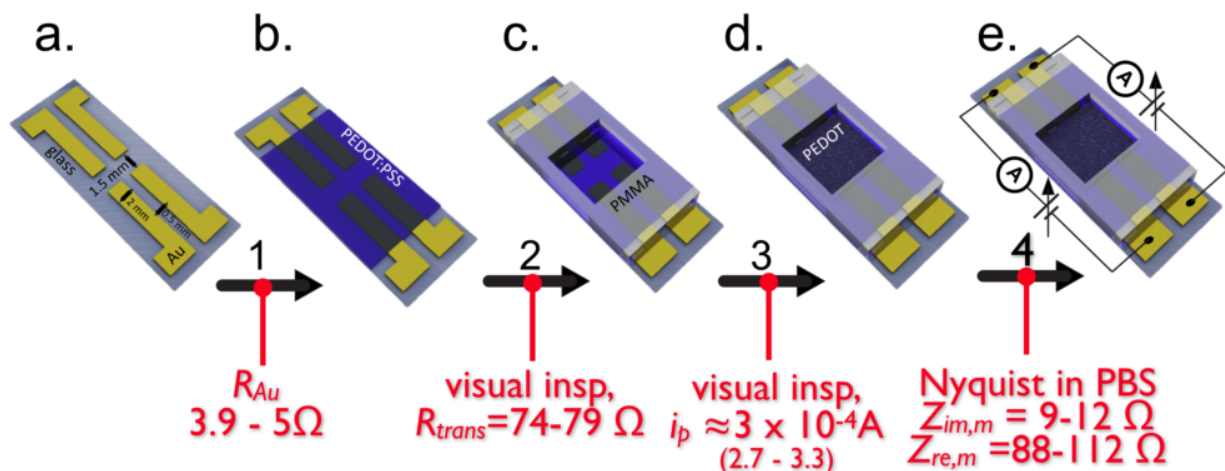 a.
b.
c.
d.
e.
glass
1.5 mm
2 mm
0.5 mm
Au
PEDOT:PSS
PMMA
PEDOT
A
A
1
2
3
4
R_Au
3.9 - 5Ω
visual insp,
R_trans=74-79 Ω
visual insp,
i_p ≈3 x 10⁻⁴A
(2.7 - 3.3)
Nyquist in PBS
Z_im,m = 9-12 Ω
Z_re,m=88-112 Ω